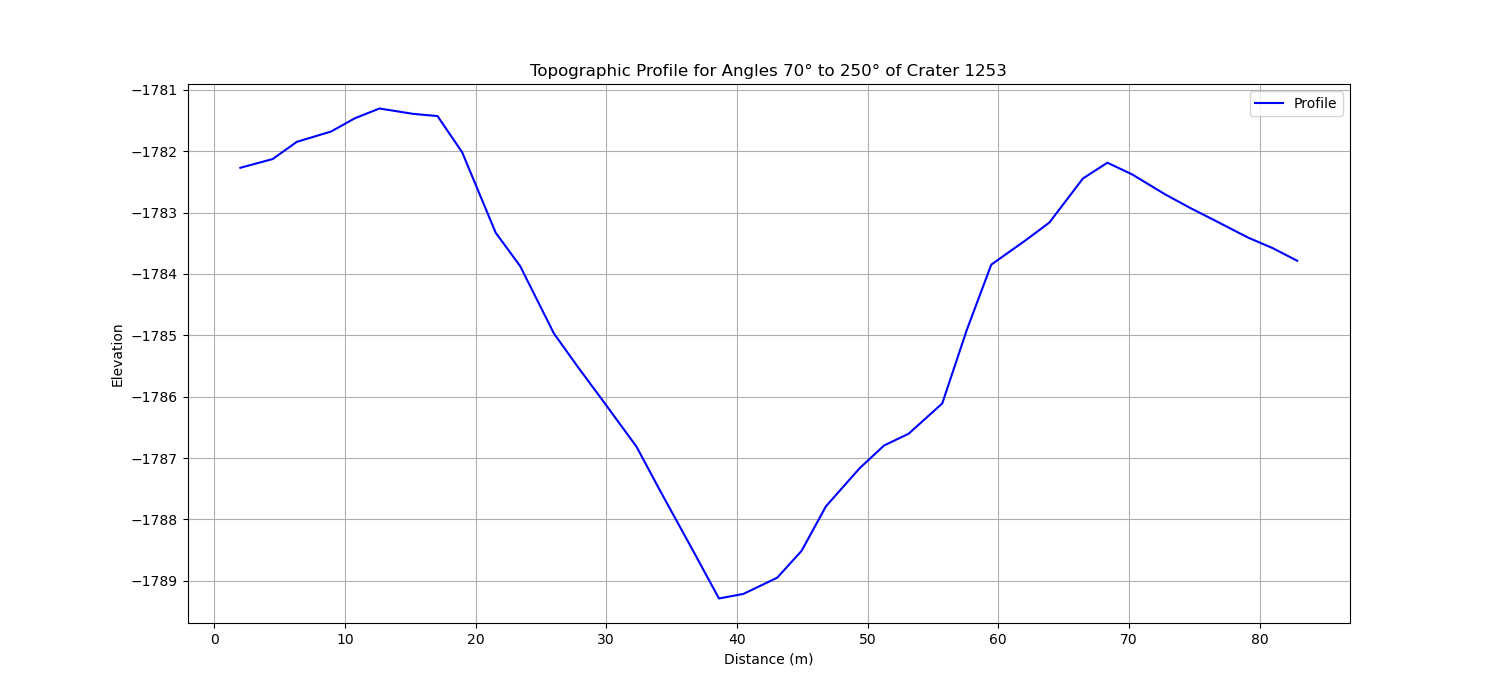 Topographic Profile for Angles 70° to 250° of Crater 1253
Profile
Elevation
−1781
−1782
−1783
−1784
−1785
−1786
−1787
−1788
−1789
0 10 20 30 40 50 60 70 80
Distance (m)